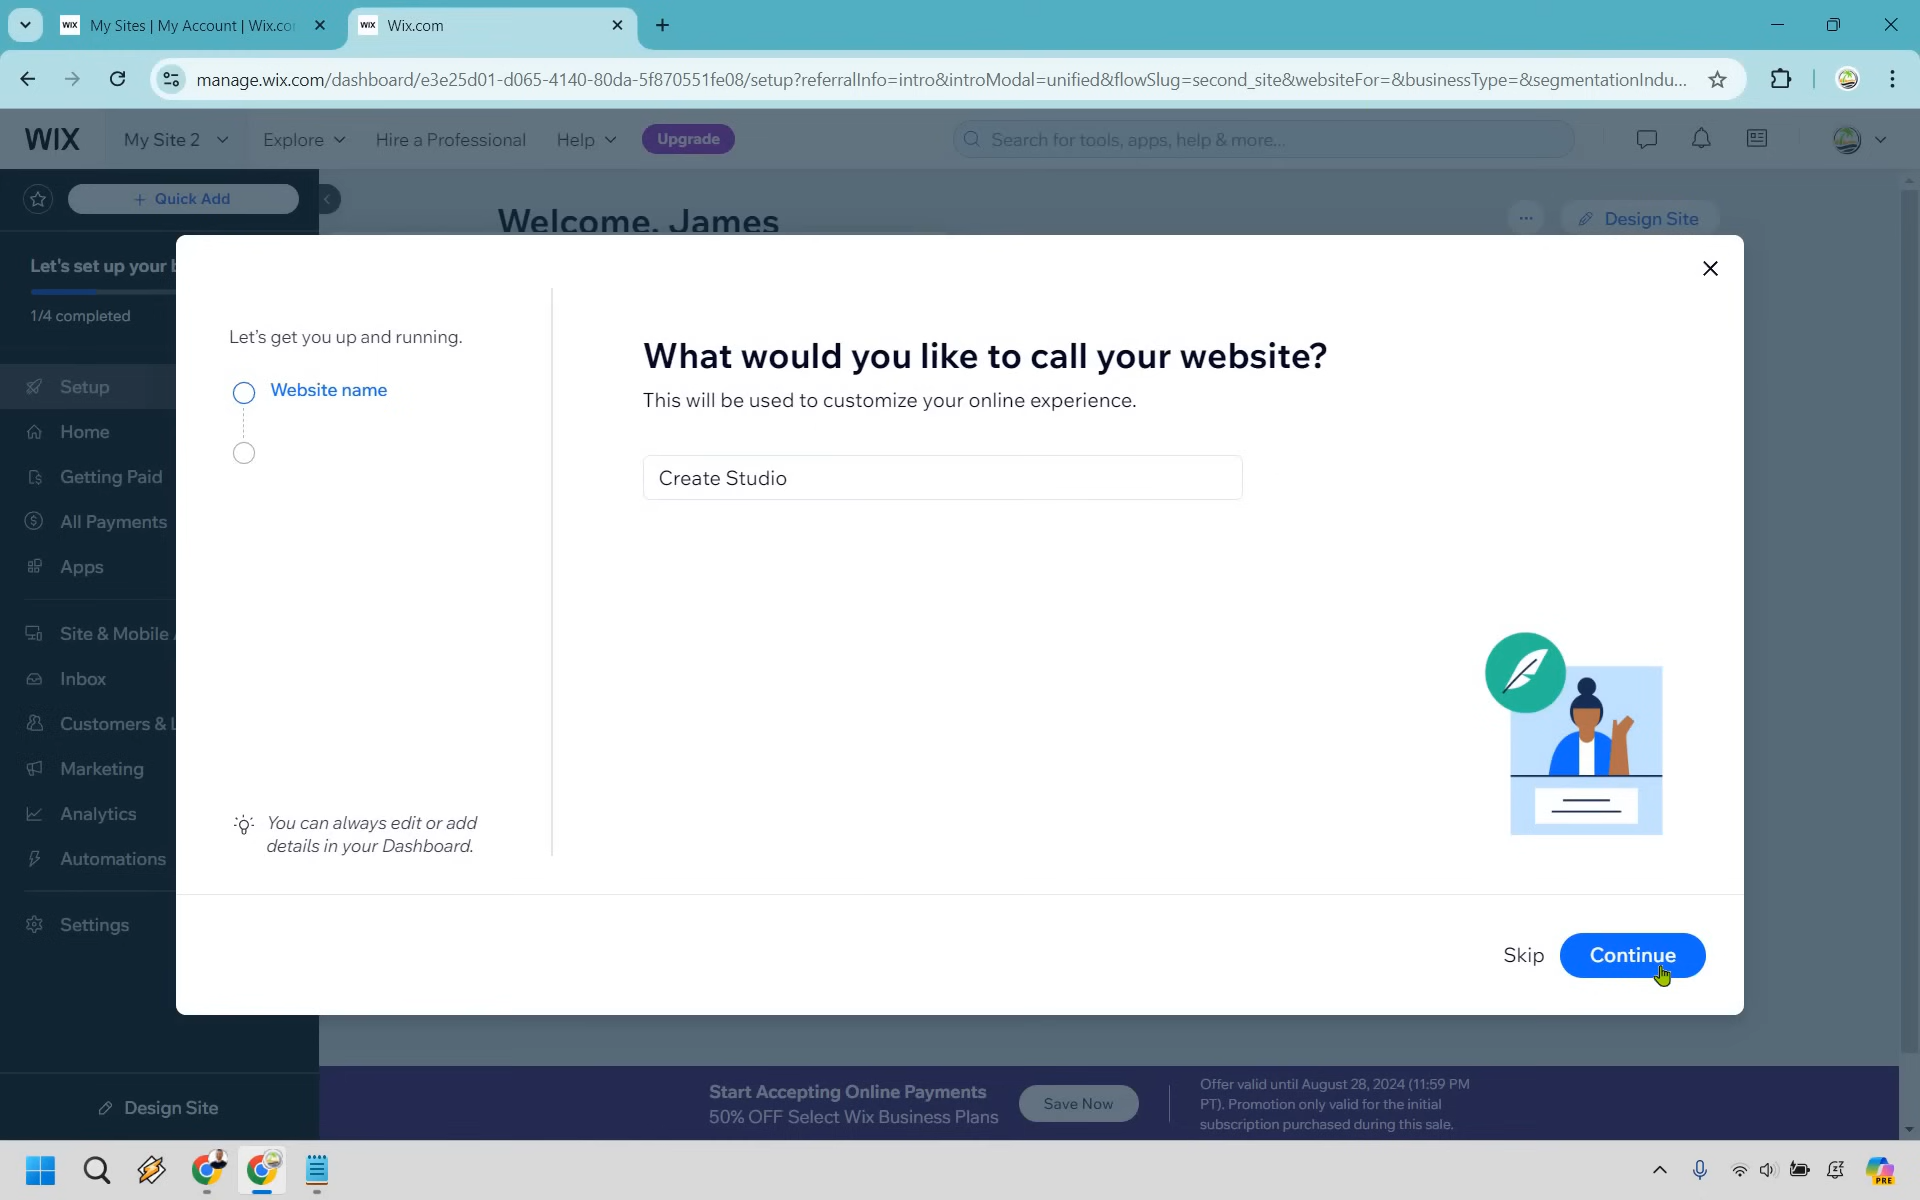 WIX My Sites | My Account | Wix.co
WIX Wix.com
manage.wix.com/dashboard/e3e25d01-d065-4140-80da-5f870551fe08/setup?referralInfo=intro&introModal=unified&flowSlug=second_site&websiteFor=&businessType=&segmentationIndu...
WIX My Site 2 Explore Hire a Professional Help Upgrade Search for tools, apps, help & more...
+ Quick Add
Welcome, James
... Design Site
Let's set up your b
1/4 completed
Setup
Home
Getting Paid
All Payments
Apps
Site & Mobile A
Inbox
Customers & L
Marketing
Analytics
Automations
Settings
Design Site
Let's get you up and running.
Website name
You can always edit or add
details in your Dashboard.
What would you like to call your website?
This will be used to customize your online experience.
Create Studio
Skip Continue
Start Accepting Online Payments
50% OFF Select Wix Business Plans
Save Now
Offer valid until August 28, 2024 (11:59 PM
PT). Promotion only valid for the initial
subscription purchased during this sale.
PRE